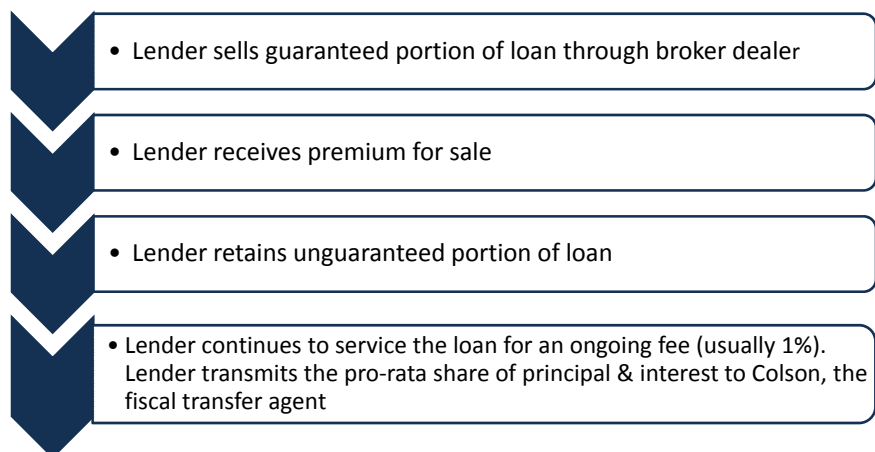 • Lender sells guaranteed portion of loan through broker dealer
• Lender receives premium for sale
• Lender retains unguaranteed portion of loan
• Lender continues to service the loan for an ongoing fee (usually 1%).
Lender transmits the pro-rata share of principal & interest to Colson, the
fiscal transfer agent